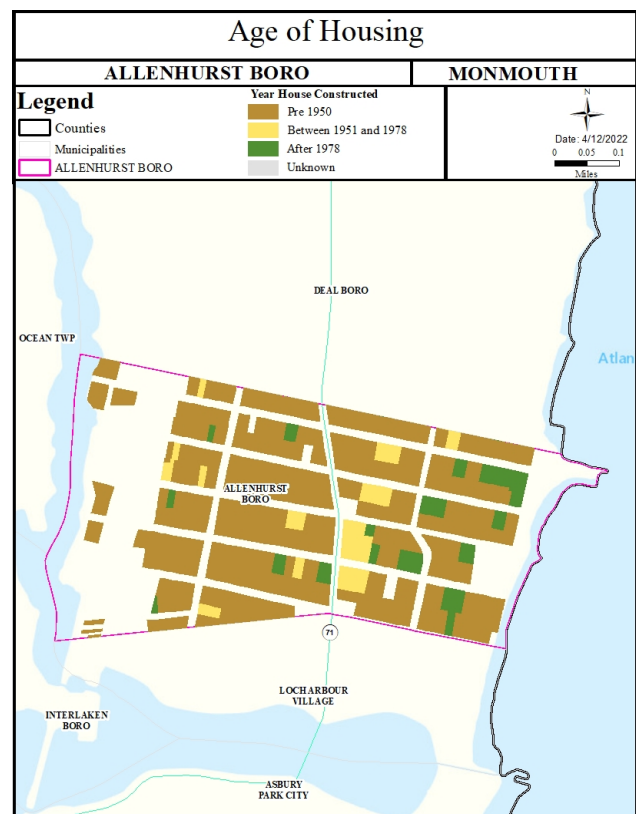 Age of Housing
ALLENHURST BORO
MONMOUTH
Legend
Counties
Municipalities
ALLENHURST BORO
Year House Constructed
Pre 1950
Between 1951 and 1978
After 1978
Unknown
N
Date: 4/12/2022
0 0.05 0.1
Miles
DEAL BORO
OCEAN TWP
Atlan
ALLENHURST
BORO
71
LOCH ARBOUR
VILLAGE
INTERLAKEN
BORO
ASBURY
PARK CITY